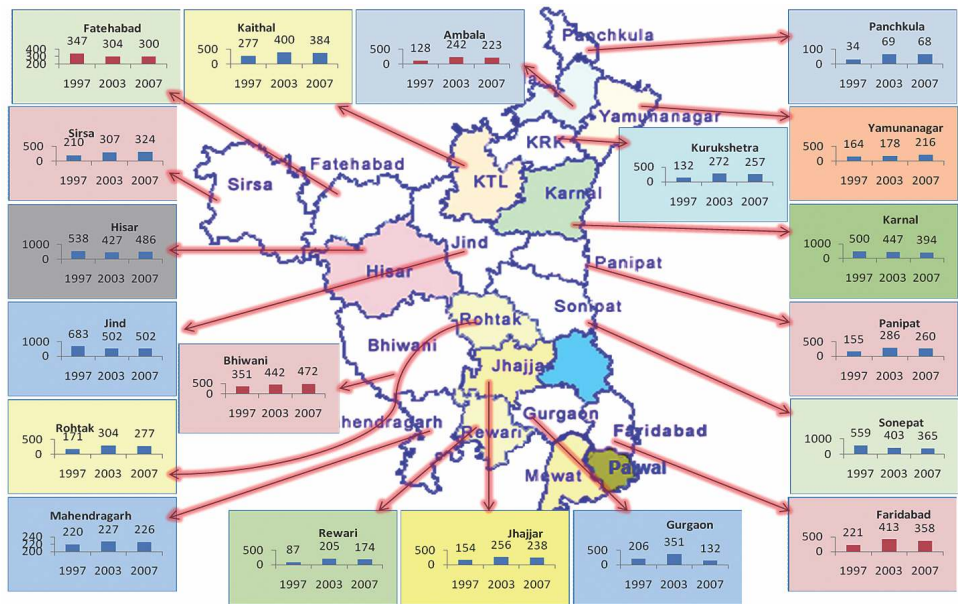 Fatehabad
400
300
200
347 304 300
1997 2003 2007
Kaithal
500
0
277 400 384
1997 2003 2007
Ambala
500
0
128 242 223
1997 2003 2007
Panchkula
100
0
34 69 68
1997 2003 2007
Sirsa
500
0
210 307 324
1997 2003 2007
Yamunanagar
500
0
164 178 216
1997 2003 2007
Kurukshetra
500
0
132 272 257
1997 2003 2007
Hisar
1000
0
538 427 486
1997 2003 2007
Karnal
1000
0
500 447 394
1997 2003 2007
Jind
1000
0
683 502 502
1997 2003 2007
Panipat
500
0
155 286 260
1997 2003 2007
Bhiwani
500
0
351 442 472
1997 2003 2007
Rohtak
500
0
171 304 277
1997 2003 2007
Sonepat
1000
0
559 403 365
1997 2003 2007
Mahendragarh
240
220
200
220 227 226
1997 2003 2007
Rewari
500
0
87 205 174
1997 2003 2007
Jhajjar
500
0
154 256 238
1997 2003 2007
Gurgaon
500
0
206 351 132
1997 2003 2007
Faridabad
500
0
221 413 358
1997 2003 2007
Panchkula
Yamunanagar
KRK
Fatehabad
Sirsa
KTL
Karnal
Jind
Hisar
Panipat
Sonipat
Rohtak
Bhiwani
Jhajja
hendragarh
Gurgaon
Rewari
Faridabad
Mewat
Palwal